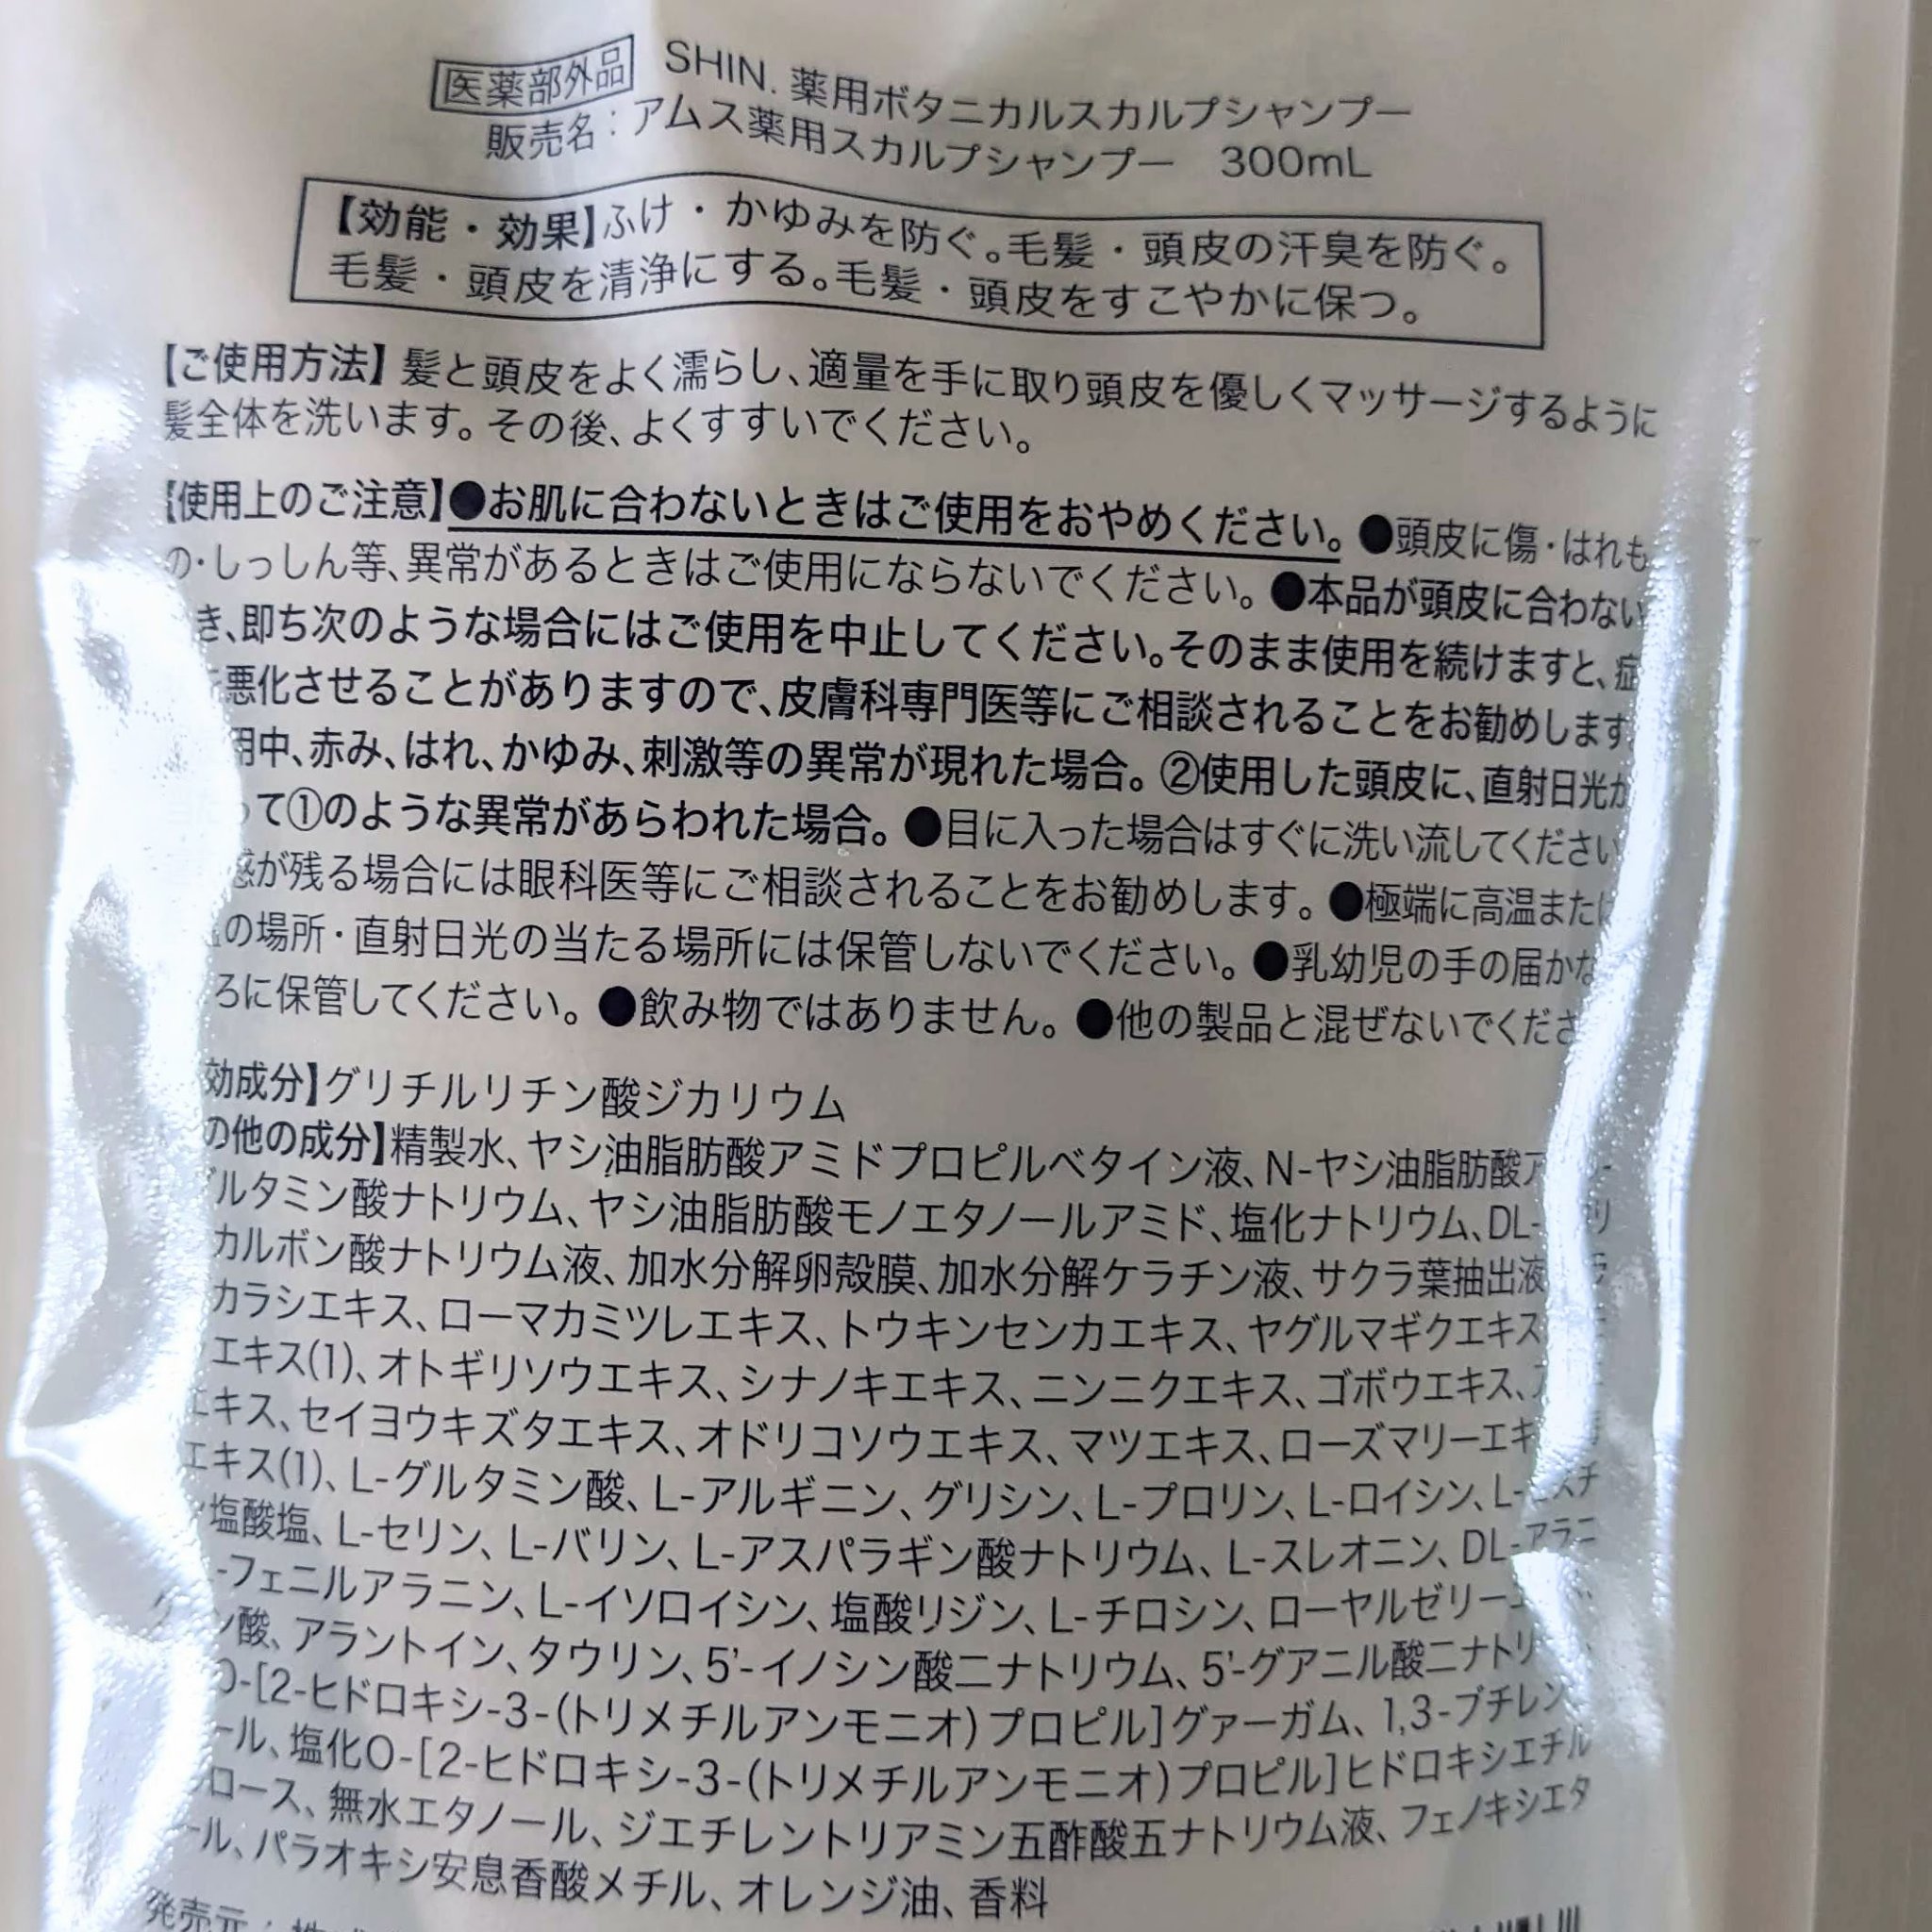 医薬部外品 SHIN. 薬用ボタニカルスカルプシャンプー
販売名：アムス薬用スカルプシャンプー 300mL
【効能・効果】ふけ・かゆみを防ぐ。毛髪・頭皮の汗臭を防ぐ。
毛髪・頭皮を清浄にする。毛髪・頭皮をすこやかに保つ。
【ご使用方法】髪と頭皮をよく濡らし、適量を手に取り頭皮を優しくマッサージするように
髪全体を洗います。その後、よくすすいでください。
【使用上のご注意】●お肌に合わないときはご使用をおやめください。●頭皮に傷・はれも
の・しっしん等、異常があるときはご使用にならないでください。●本品が頭皮に合わない
き、即ち次のような場合にはご使用を中止してください。そのまま使用を続けますと、症
悪化させることがありますので、皮膚科専門医等にご相談されることをお勧めします
用中、赤み、はれ、かゆみ、刺激等の異常が現れた場合。②使用した頭皮に、直射日光が
って①のような異常があらわれた場合。●目に入った場合はすぐに洗い流してください
感が残る場合には眼科医等にご相談されることをお勧めします。●極端に高温または
の場所・直射日光の当たる場所には保管しないでください。●乳幼児の手の届かな
ろに保管してください。●飲み物ではありません。●他の製品と混ぜないでくださ
効成分】グリチルリチン酸ジカリウム
の他の成分】精製水、ヤシ油脂肪酸アミドプロピルベタイン液、N-ヤシ油脂肪酸ア
ルタミン酸ナトリウム、ヤシ油脂肪酸モノエタノールアミド、塩化ナトリウム、DL-
カルボン酸ナトリウム液、加水分解卵殻膜、加水分解ケラチン液、サクラ葉抽出液
カラシエキス、ローマカミツレエキス、トウキンセンカエキス、ヤグルマギクエキス
エキス(1)、オトギリソウエキス、シナノキエキス、ニンニクエキス、ゴボウエキス、
エキス、セイヨウキズタエキス、オドリコソウエキス、マツエキス、ローズマリーエキ
エキス(1)、L-グルタミン酸、L-アルギニン、グリシン、L-プロリン、L-ロイシン、L-
塩酸塩、L-セリン、L-バリン、L-アスパラギン酸ナトリウム、L-スレオニン、DL-アラニ
-フェニルアラニン、L-イソロイシン、塩酸リジン、L-チロシン、ローヤルゼリー
ン酸、アラントイン、タウリン、5'-イノシン酸二ナトリウム、5'-グアニル酸二ナトリ
O-[2-ヒドロキシ-3-(トリメチルアンモニオ)プロピル]グァーガム、1,3-ブチレン
ール、塩化O-[2-ヒドロキシ-3-(トリメチルアンモニオ)プロピル]ヒドロキシエチル
ロース、無水エタノール、ジエチレントリアミン五酢酸五ナトリウム液、フェノキシエタ
ール、パラオキシ安息香酸メチル、オレンジ油、香料
発売元：株